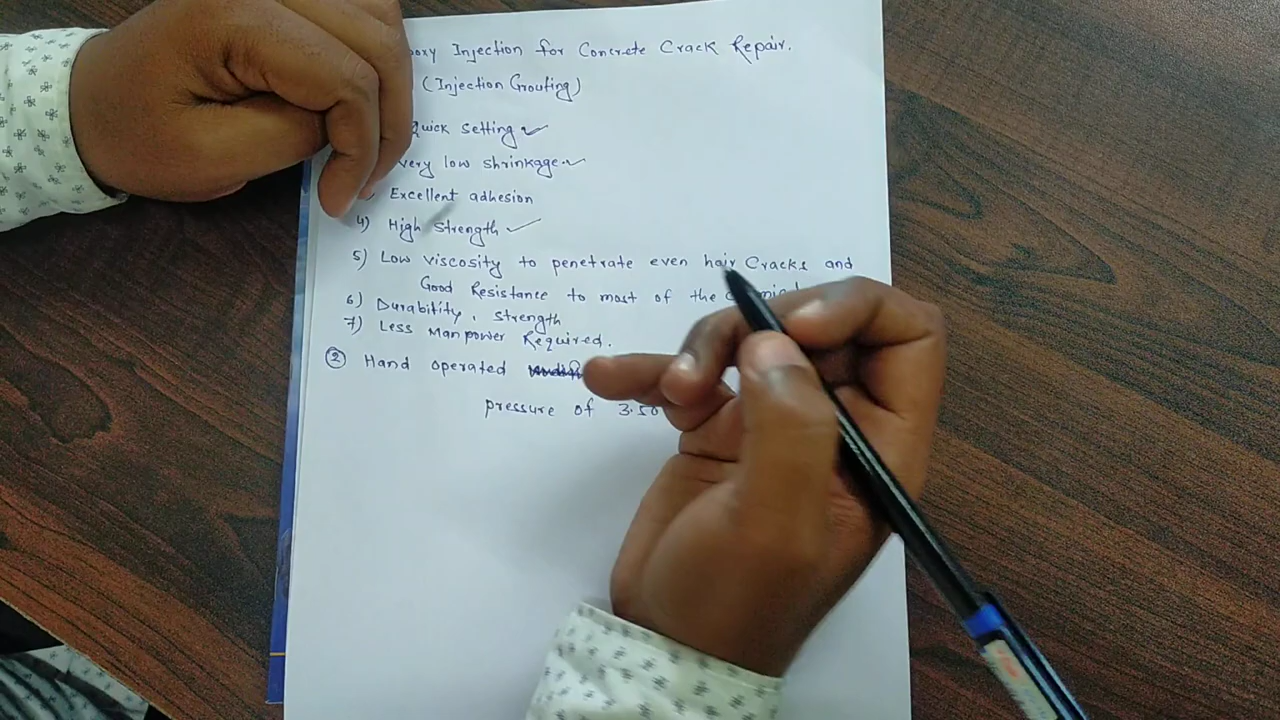 Injection for Concrete Crack Repair.
(Injection Grouting)
Quick setting
very low shrinkage.
Excellent adhesion
4) High Strength
5) Low viscosity to penetrate even hair Cracks and
Good Resistance to most of the
6) Durability, strength
7) Less Manpower Required.
② Hand Operated
pressure of 3.50